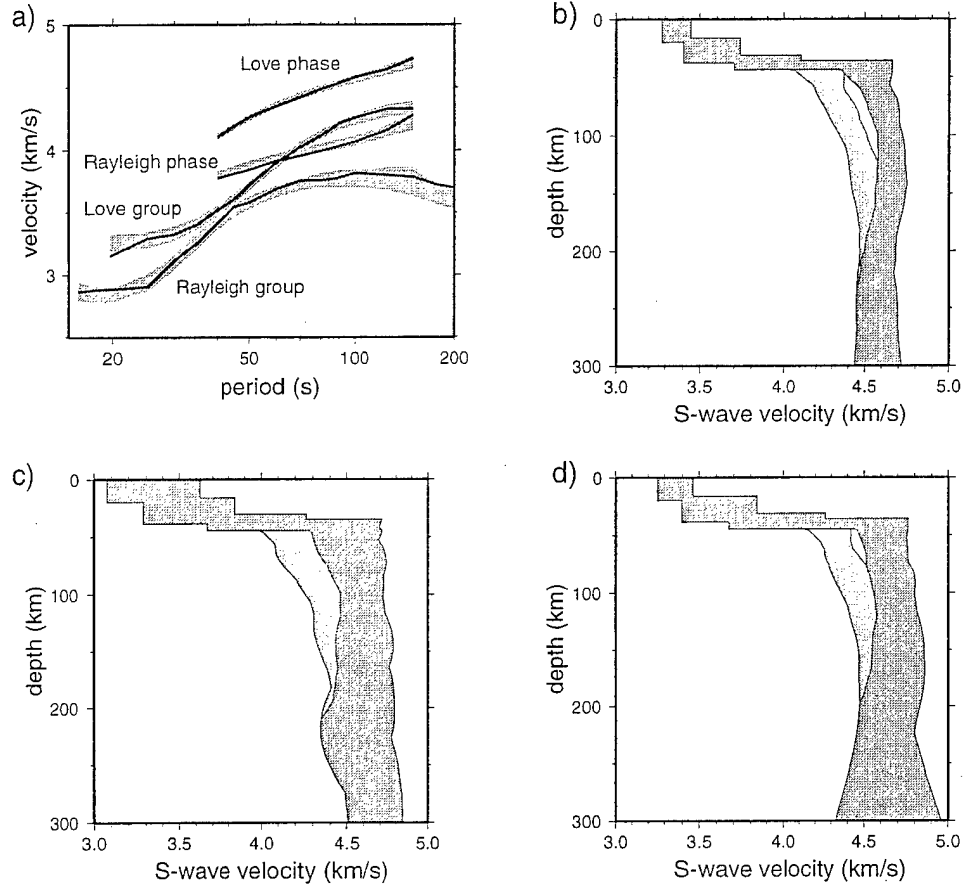 a)
5
4
3
velocity (km/s)
Love phase
Rayleigh phase
Love group
Rayleigh group
20 50 100 200
period (s)
b)
0
100
200
300
depth (km)
3.0 3.5 4.0 4.5 5.0
S-wave velocity (km/s)
c)
0
100
200
300
depth (km)
3.0 3.5 4.0 4.5 5.0
S-wave velocity (km/s)
d)
0
100
200
300
depth (km)
3.0 3.5 4.0 4.5 5.0
S-wave velocity (km/s)